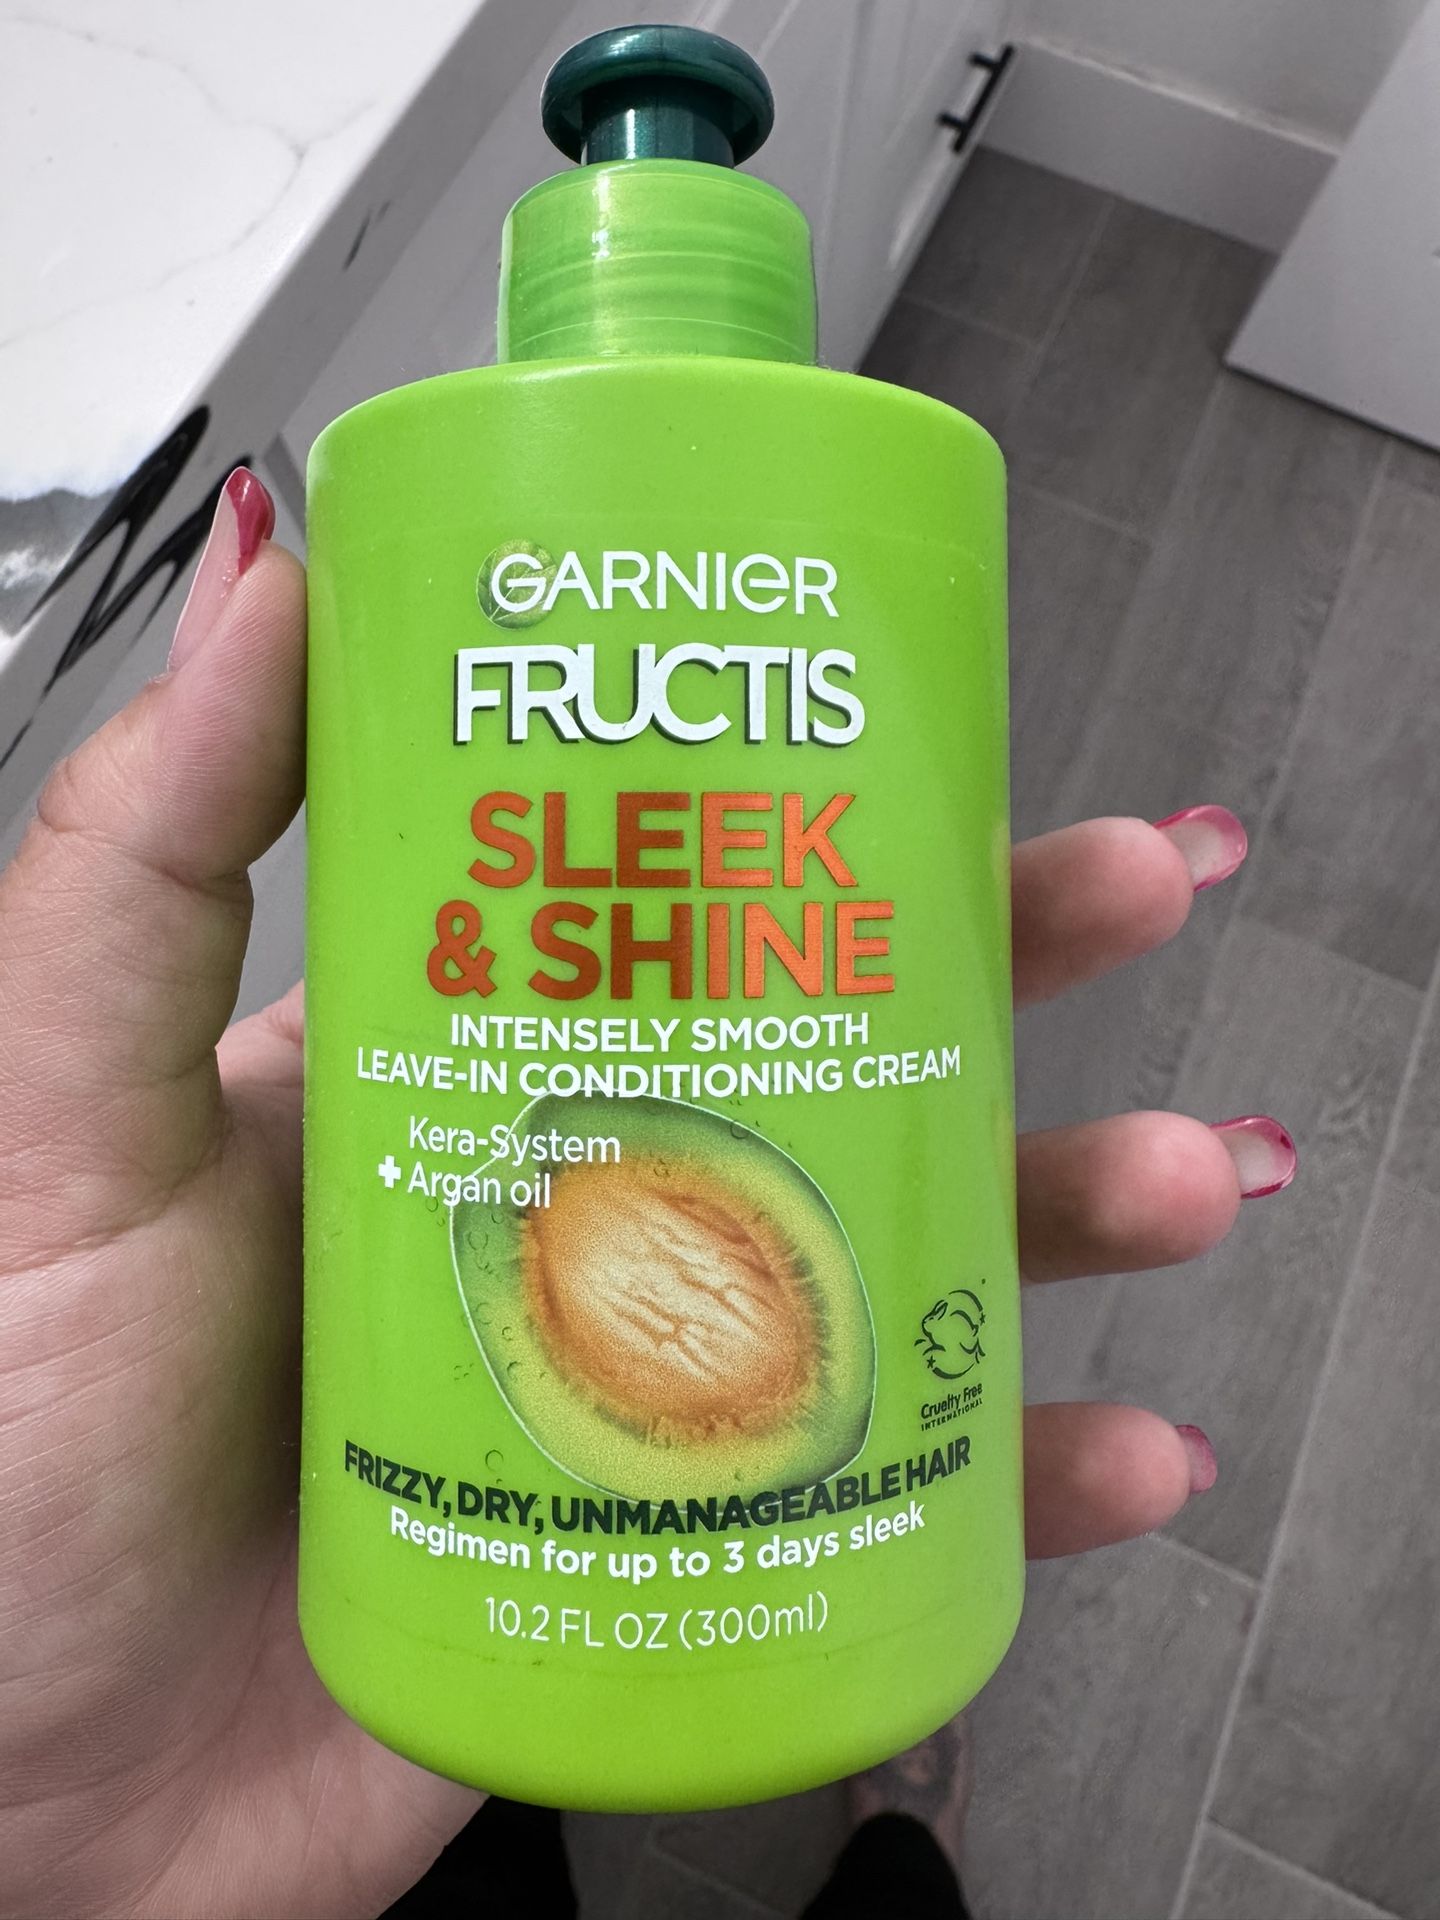 GARNIER
FRUCTIS
SLEEK
& SHINE
INTENSELY SMOOTH
LEAVE-IN CONDITIONING CREAM
Kera-System
+ Argan oil
Cruelty Free
INTERNATIONAL
FRIZZY, DRY, UNMANAGEABLE HAIR
Regimen for up to 3 days sleek
10.2 FL OZ (300ml)